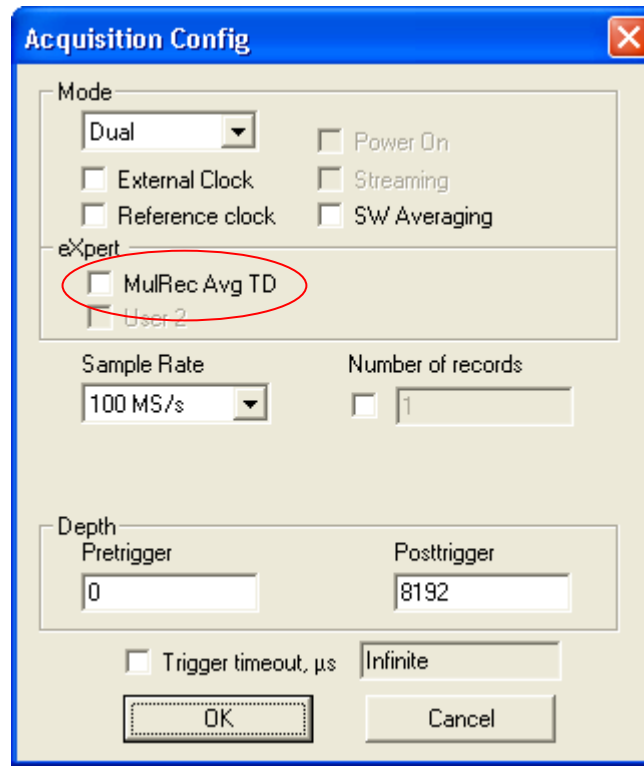 Acquisition Config
Mode
Dual
Power On
External Clock
Streaming
Reference clock
SW Averaging
eXpert
MulRec Avg TD
User 2
Sample Rate
Number of records
100 MS/s
1
Depth
Pretrigger
Posttrigger
0
8192
Trigger timeout, µs
Infinite
OK
Cancel